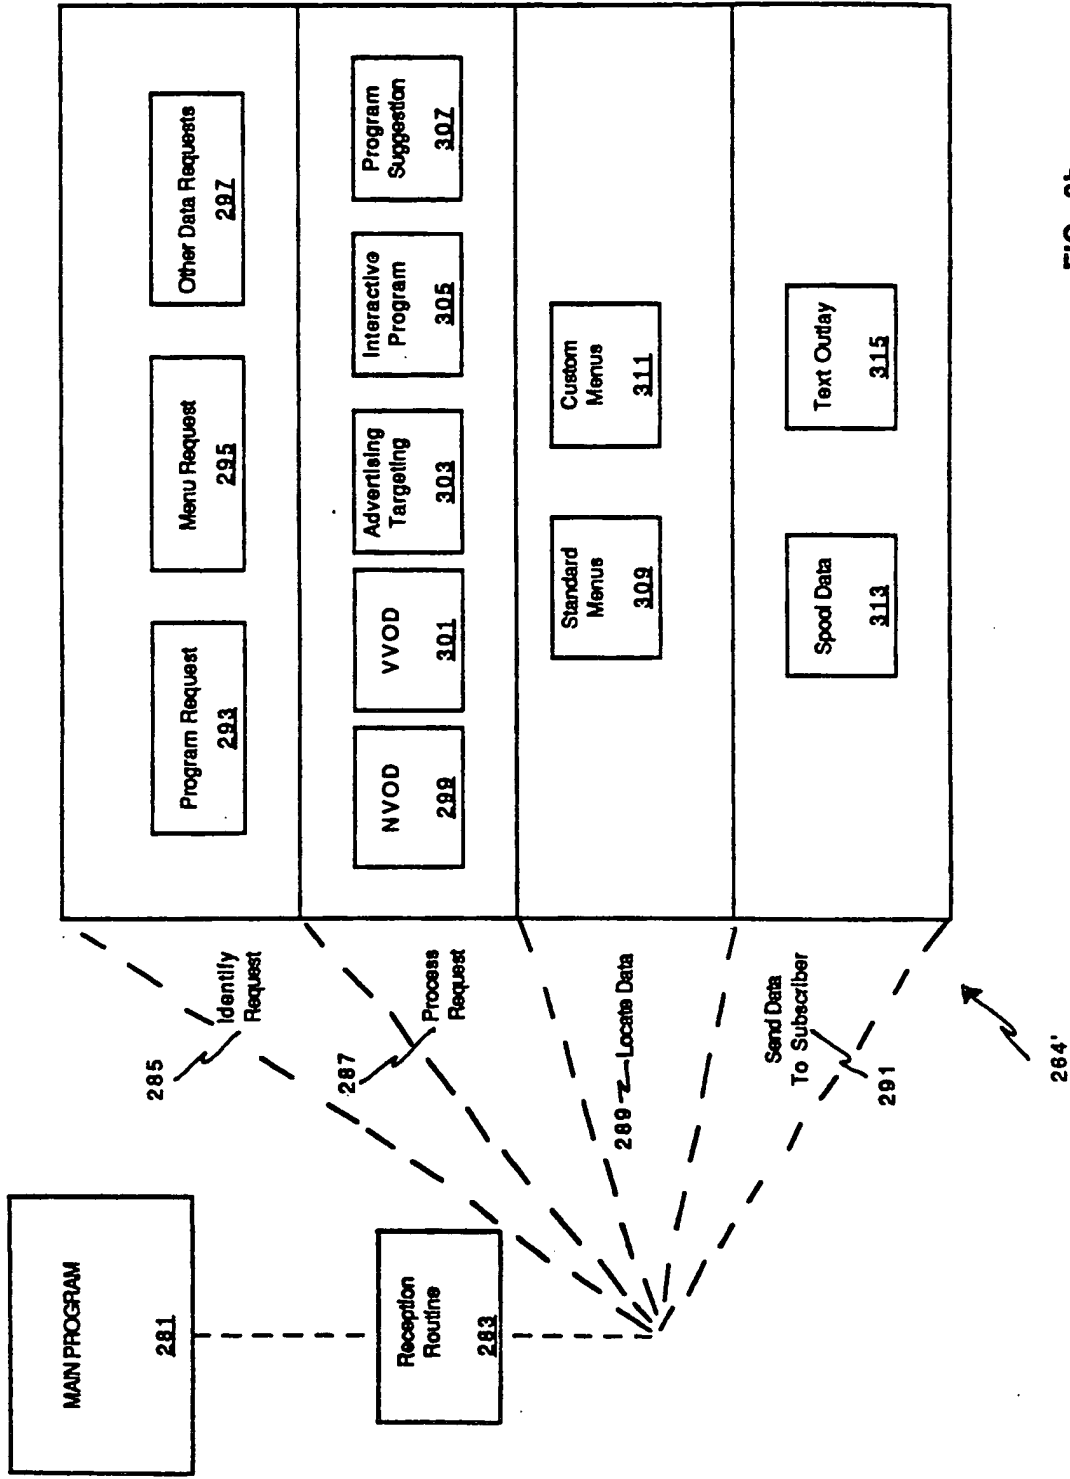 MAIN PROGRAM
281
Reception
Routine
283
285
Identify
Request
287
Process
Request
289
Locate Data
Send Data
To Subscriber
291
264'
Program Request
293
Menu Request
295
Other Data Requests
297
NVOD
299
VVOD
301
Advertising
Targeting
303
Interactive
Program
305
Program
Suggestion
307
Standard
Menus
309
Custom
Menus
311
Spool Data
313
Text Outlay
315
FIG.